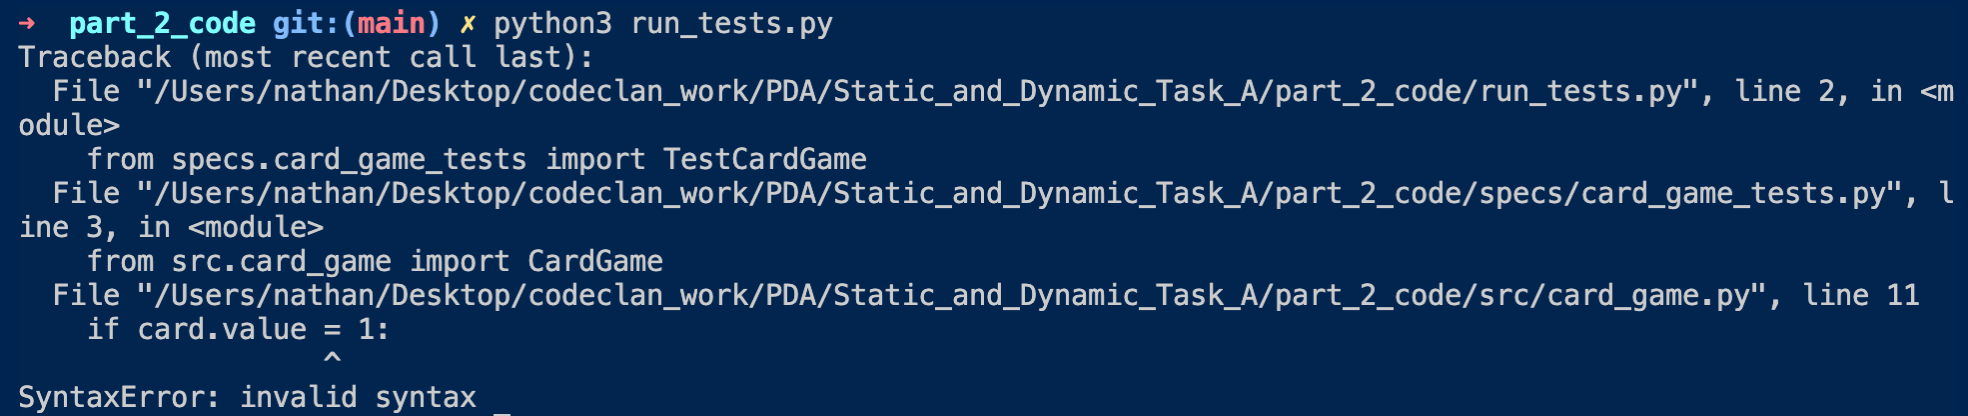 →  part_2_code git:(main) ✗ python3 run_tests.py
Traceback (most recent call last):
  File "/Users/nathan/Desktop/codeclan_work/PDA/Static_and_Dynamic_Task_A/part_2_code/run_tests.py", line 2, in <m
odule>
    from specs.card_game_tests import TestCardGame
  File "/Users/nathan/Desktop/codeclan_work/PDA/Static_and_Dynamic_Task_A/part_2_code/specs/card_game_tests.py", l
ine 3, in <module>
    from src.card_game import CardGame
  File "/Users/nathan/Desktop/codeclan_work/PDA/Static_and_Dynamic_Task_A/part_2_code/src/card_game.py", line 11
    if card.value = 1:
                  ^
SyntaxError: invalid syntax